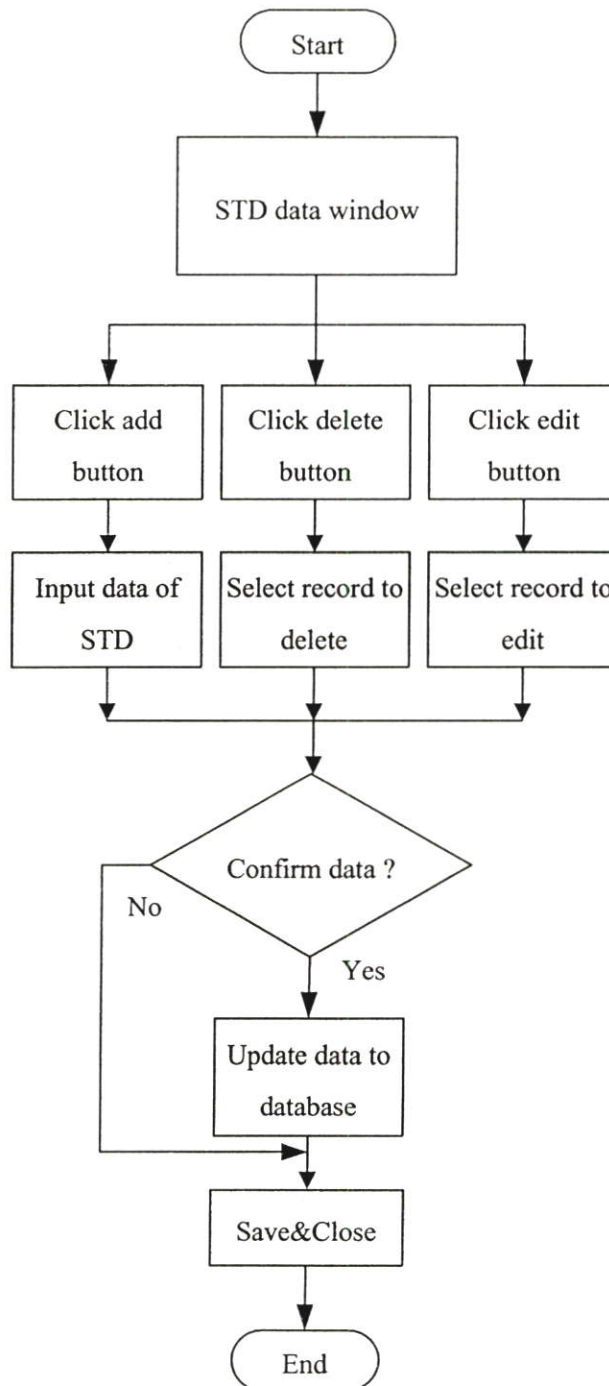 Start
STD data window
Click add
button
Click delete
button
Click edit
button
Input data of
STD
Select record to
delete
Select record to
edit
Confirm data ?
No
Yes
Update data to
database
Save&Close
End